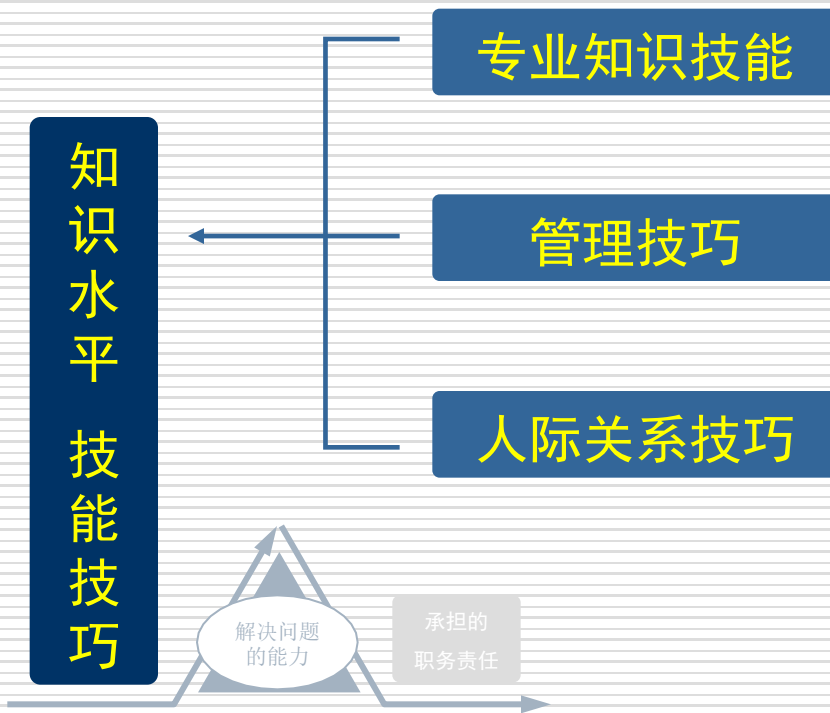 知识水平 技能技巧
专业知识技能
管理技巧
人际关系技巧
解决问题
的能力
承担的
职务责任